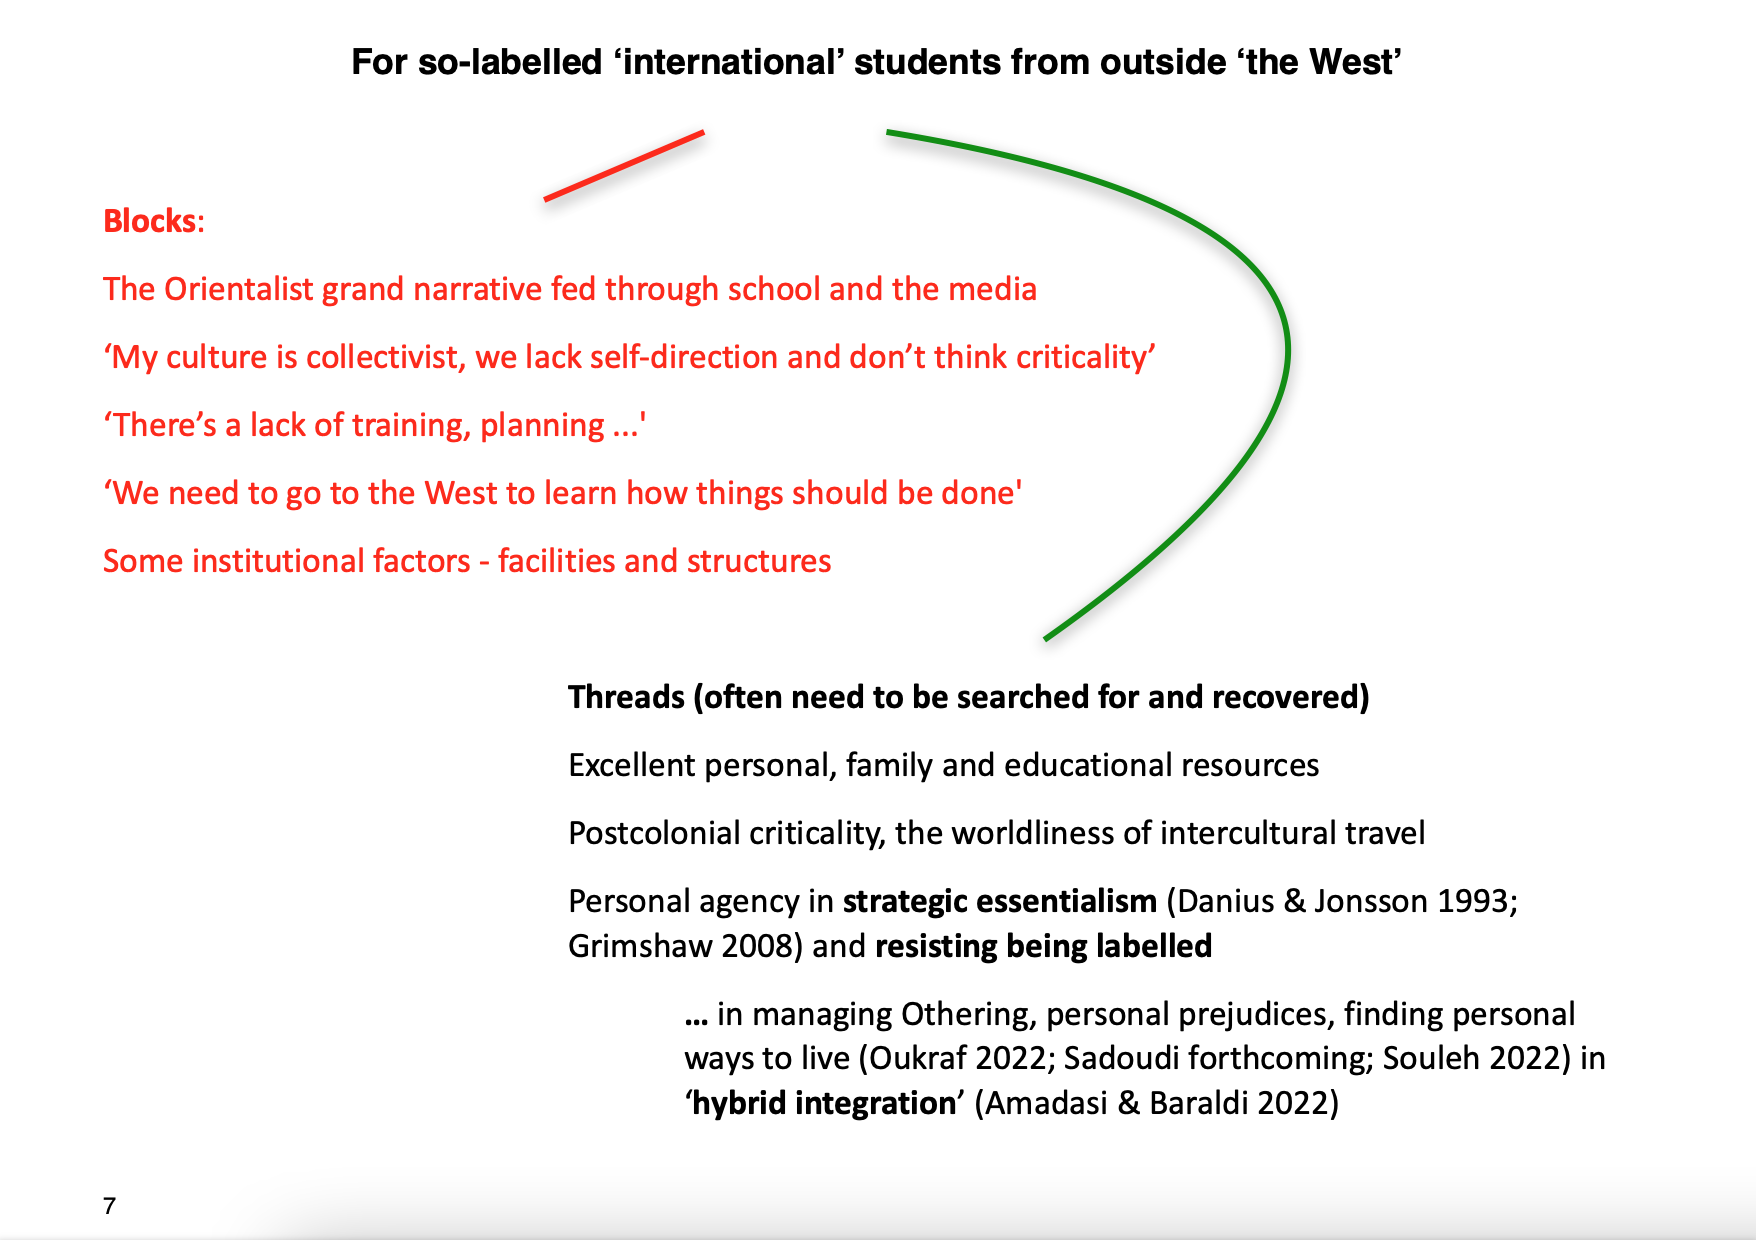 For so-labelled ‘international’ students from outside ‘the West’
Blocks:
The Orientalist grand narrative fed through school and the media
‘My culture is collectivist, we lack self-direction and don’t think criticality’
‘There’s a lack of training, planning ...'
‘We need to go to the West to learn how things should be done'
Some institutional factors - facilities and structures
Threads (often need to be searched for and recovered)
Excellent personal, family and educational resources
Postcolonial criticality, the worldliness of intercultural travel
Personal agency in strategic essentialism (Danius & Jonsson 1993;
Grimshaw 2008) and resisting being labelled
... in managing Othering, personal prejudices, finding personal
ways to live (Oukraf 2022; Sadoudi forthcoming; Souleh 2022) in
‘hybrid integration’ (Amadasi & Baraldi 2022)
7